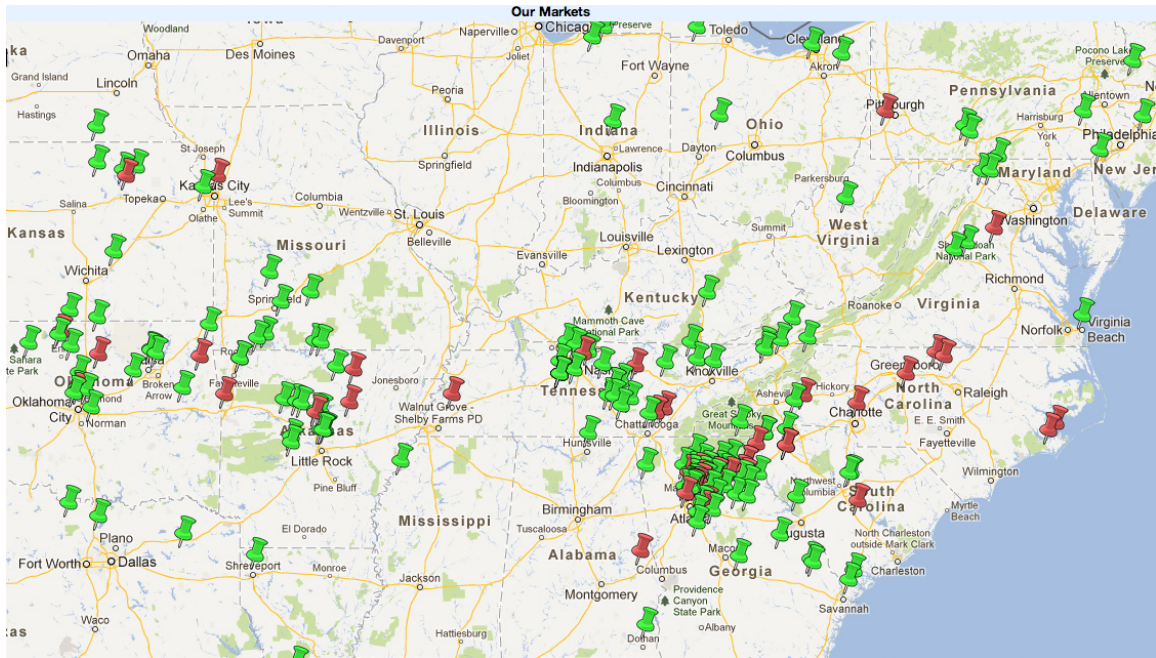 Our Markets
Woodland
Omaha
Des Moines
Davenport
Naperville
Chicag
Joliet
Preserve
Toledo
Cleveland
Akron
Fort Wayne
Pocono Lake
Preserve
Grand Island
Lincoln
Hastings
Peoria
Illinois
Springfield
Indiana
Lawrence
Indianapolis
Columbus
Bloomington
Dayton
Ohio
Columbus
Cincinnati
Parkersburg
Pennsylvania
Pittsburgh
Harrisburg
York
Allentown
Philadelphia
Maryland
New Jer
Washington
Delaware
St Joseph
Kansas City
Topeka
Salina
Olathe
Lee's
Summit
Columbia
Wentzville
St. Louis
Belleville
Kansas
Missouri
Wichita
Evansville
Louisville
Lexington
Summit
West
Virginia
National Park
Richmond
Kentucky
Roanoke
Virginia
Norfolk
Virginia
Beach
Mammoth Cave
National Park
Sahara
te Park
Oklahoma
Broken
Arrow
Fayetteville
Oklahoma
City
Norman
Jonesboro
Walnut Grove -
Shelby Farms PD
Tennessee
Knoxville
Asheville
Hickory
Greensboro
North
Carolina
Raleigh
Charlotte
E. E. Smith
Fayetteville
Great Smoky
Chattanooga
Huntsville
Arkansas
Little Rock
Pine Bluff
Wilmington
Northwest
Columbia
South
Carolina
Myrtle
Beach
Mississippi
Tuscaloosa
Birmingham
Augusta
North Charleston
outside Mark Clark
Charleston
El Dorado
Monroe
Plano
Fort Worth
Dallas
Shreveport
Jackson
Alabama
Montgomery
Columbus
Providence
Canyon
State Park
Macon
Georgia
Savannah
Waco
Hattiesburg
Dothan
Albany